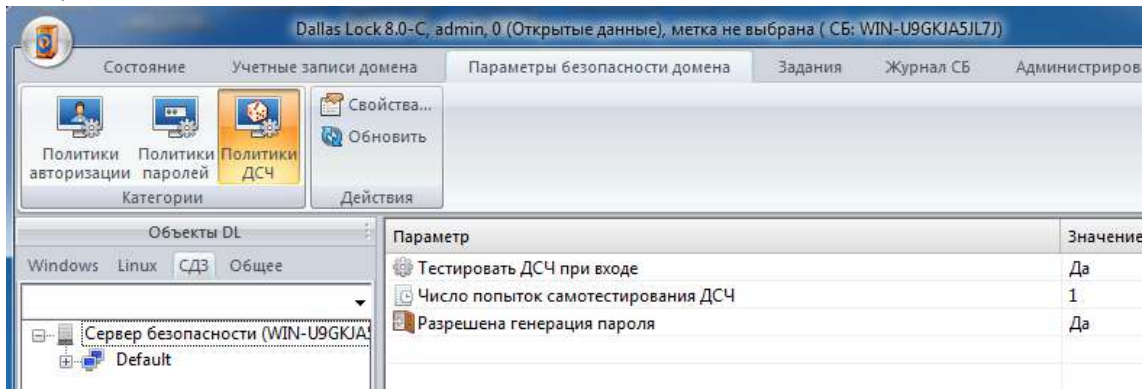 Dallas Lock 8.0-C, admin, 0 (Открытые данные), метка не выбрана ( СБ: WIN-U9GKJA5JL7J)
Состояние Учетные записи домена Параметры безопасности домена Задания Журнал СБ Администриров
Политики авторизации Политики паролей Политики ДСЧ
Свойства...
Обновить
Категории Действия
Объекты DL
Windows Linux СДЗ Общее
Сервер безопасности (WIN-U9GKJA5
Default
Параметр Значение
Тестировать ДСЧ при входе Да
Число попыток самотестирования ДСЧ 1
Разрешена генерация пароля Да